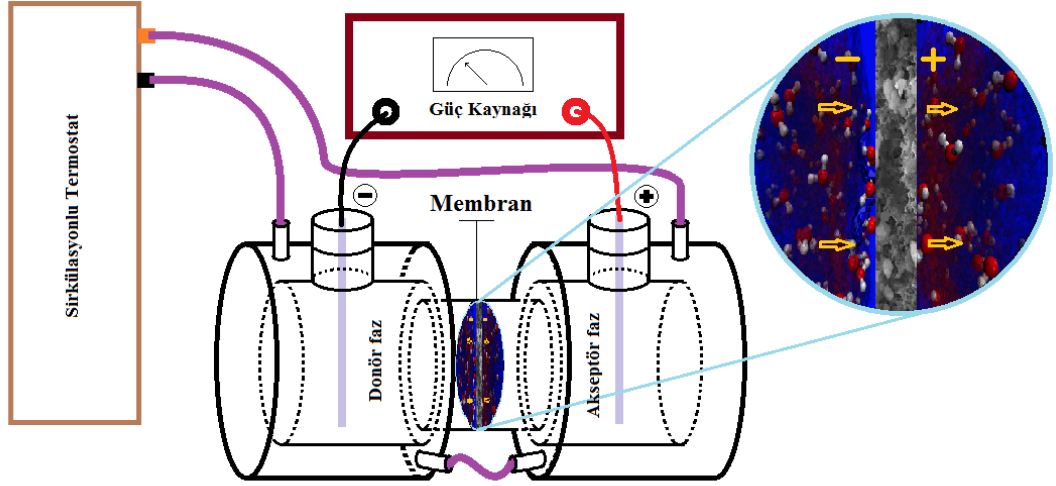 Sirkülasyonlu Termostat
Güç Kaynağı
Membran
Donör faz
Akseptör faz